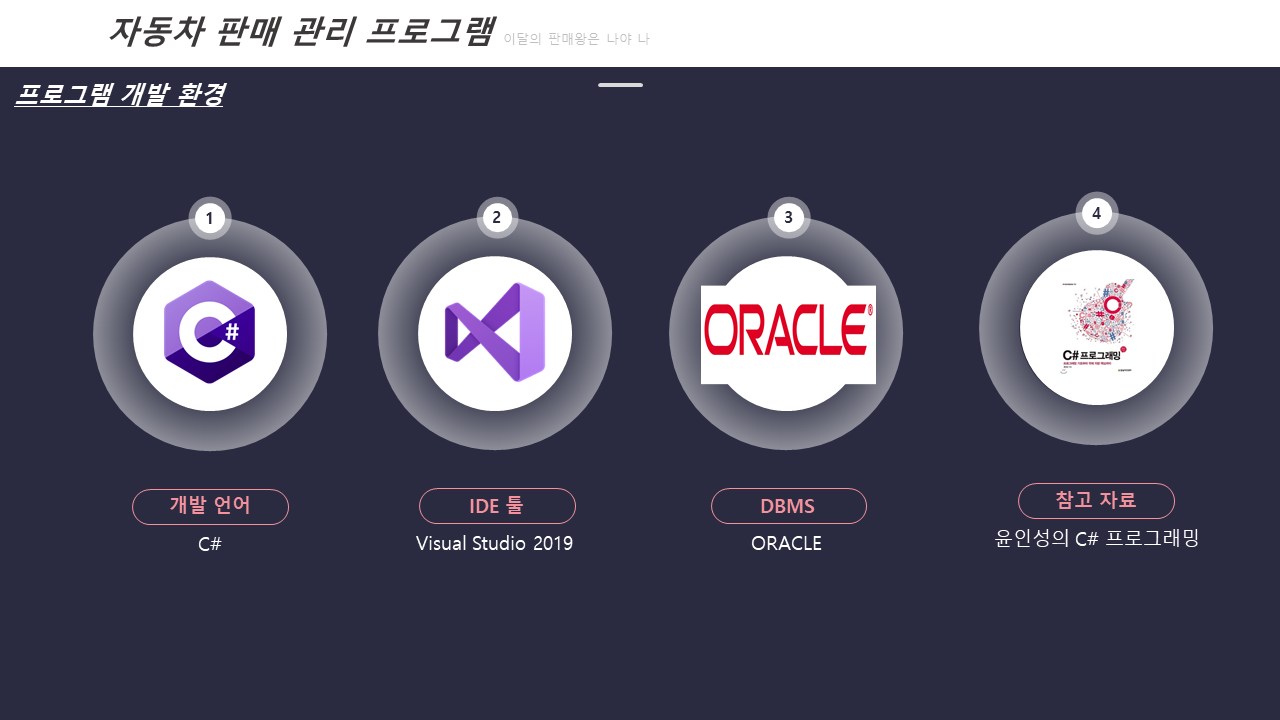 자동차 판매 관리 프로그램 이달의 판매왕은 나야 나
프로그램 개발 환경
1
2
3
4
C#
ORACLE®
C# 프로그래밍
개발 언어
IDE 툴
DBMS
참고 자료
C#
Visual Studio 2019
ORACLE
윤인성의 C# 프로그래밍